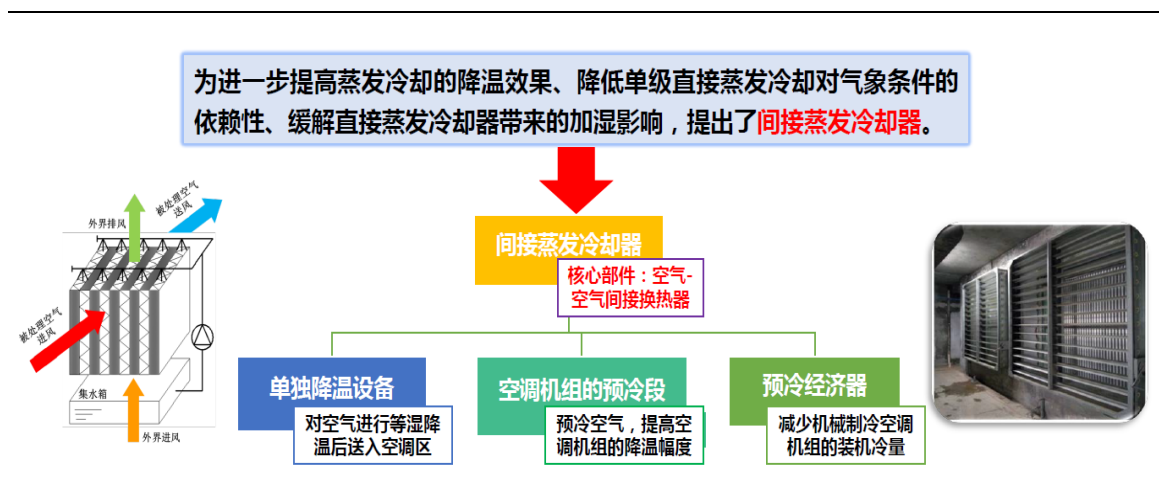 为进一步提高蒸发冷却的降温效果、降低单级直接蒸发冷却对气象条件的
依赖性、缓解直接蒸发冷却器带来的加湿影响，提出了间接蒸发冷却器。
被处理空气
送风
外界排风
被处理空气
进风
集水箱
外界进风
间接蒸发冷却器
核心部件：空气-
空气间接换热器
单独降温设备
对空气进行等湿降
温后送入空调区
空调机组的预冷段
预冷空气，提高空
调机组的降温幅度
预冷经济器
减少机械制冷空调
机组的装机冷量